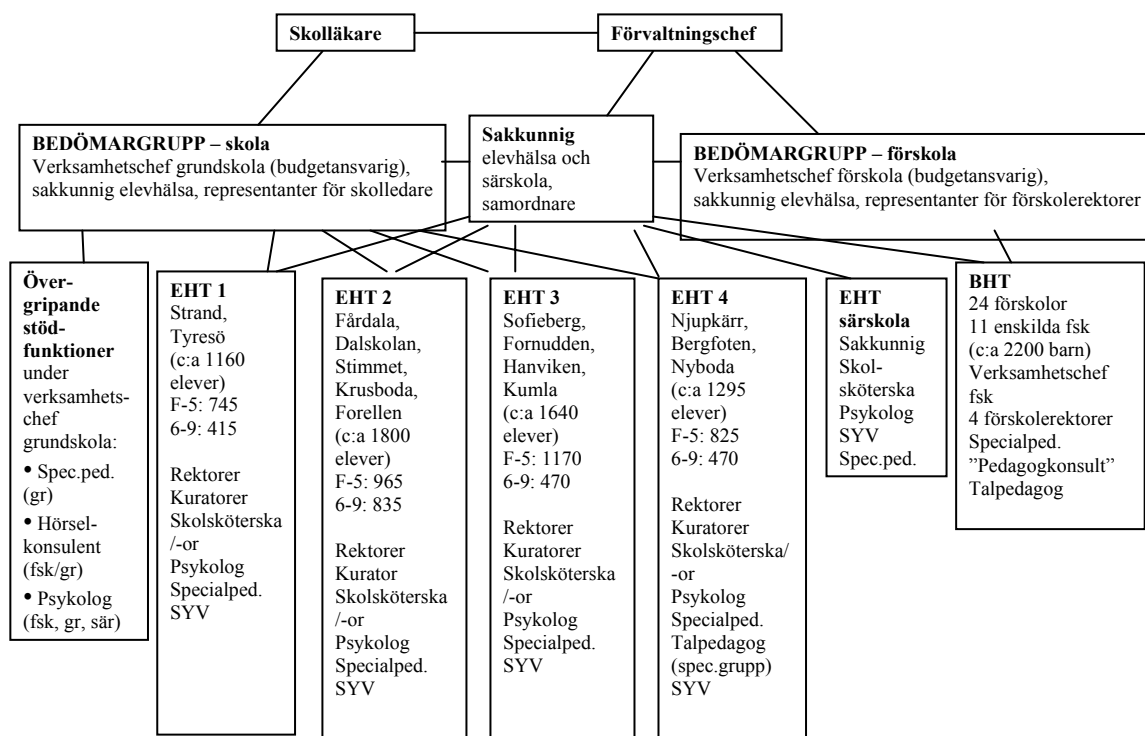 Skolläkare
Förvaltningschef
BEDÖMARGRUPP – skola
Verksamhetschef grundskola (budgetansvarig),
sakkunnig elevhälsa, representanter för skolledare
Sakkunnig
elevhälsa och
särskola,
samordnare
BEDÖMARGRUPP – förskola
Verksamhetschef förskola (budgetansvarig),
sakkunnig elevhälsa, representanter för förskolerektorer
Över-
gripande
stöd-
funktioner
under
verksamhets-
chef
grundskola:
• Spec.ped.
(gr)
• Hörsel-
konsulent
(fsk/gr)
• Psykolog
(fsk, gr, sär)
EHT 1
Strand,
Tyresö
(c:a 1160
elever)
F-5: 745
6-9: 415
Rektorer
Kuratorer
Skolsköterska
/-or
Psykolog
Specialped.
SYV
EHT 2
Fårdala,
Dalskolan,
Stimmet,
Krusboda,
Forellen
(c:a 1800
elever)
F-5: 965
6-9: 835
Rektorer
Kurator
Skolsköterska
/-or
Psykolog
Specialped.
SYV
EHT 3
Sofieberg,
Fornudden,
Hanviken,
Kumla
(c:a 1640
elever)
F-5: 1170
6-9: 470
Rektorer
Kuratorer
Skolsköterska
/-or
Psykolog
Specialped.
SYV
EHT 4
Njupkärr,
Bergfoten,
Nyboda
(c:a 1295
elever)
F-5: 825
6-9: 470
Rektorer
Kuratorer
Skolsköterska/
-or
Psykolog
Specialped.
Talpedagog
(spec.grupp)
SYV
EHT
särskola
Sakkunnig
Skol-
sköterska
Psykolog
SYV
Spec.ped.
BHT
24 förskolor
11 enskilda fsk
(c:a 2200 barn)
Verksamhetschef
fsk
4 förskolerektorer
Specialped.
”Pedagogkonsult”
Talpedagog